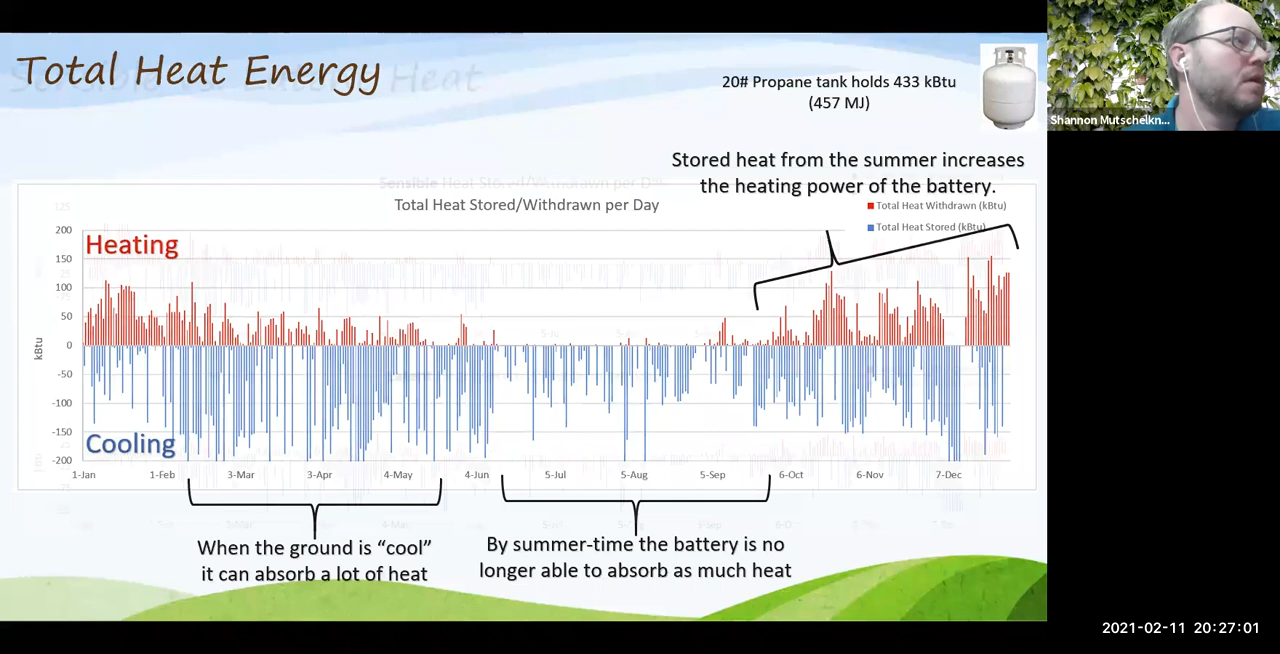 Total Heat Energy
20# Propane tank holds 433 kBtu
(457 MJ)
Shannon Mutschelkn...
Stored heat from the summer increases
the heating power of the battery.
Total Heat Stored/Withdrawn per Day
Total Heat Withdrawn (kBtu)
Total Heat Stored (kBtu)
Heating
Cooling
kBtu
200
150
100
50
0
-50
-100
-150
-200
1-Jan 1-Feb 3-Mar 3-Apr 4-May 4-Jun 5-Jul 5-Aug 5-Sep 6-Oct 6-Nov 7-Dec
When the ground is “cool”
it can absorb a lot of heat
By summer-time the battery is no
longer able to absorb as much heat
2021-02-11 20:27:01